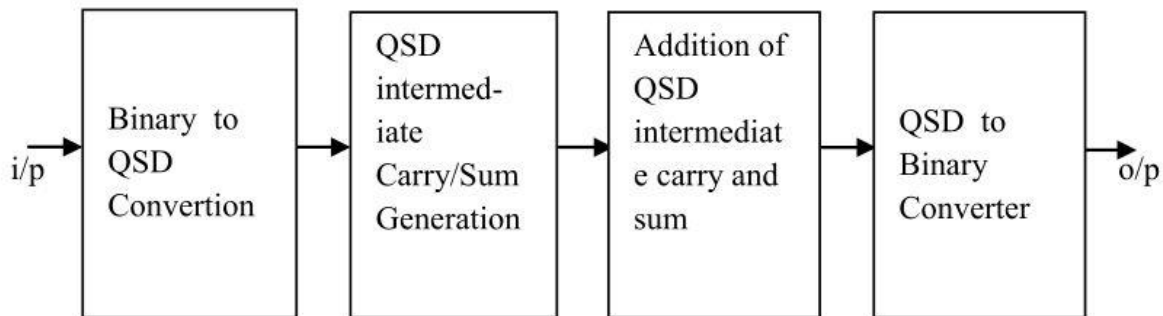 i/p
Binary to
QSD
Convertion
QSD
intermed-
iate
Carry/Sum
Generation
Addition of
QSD
intermediat
e carry and
sum
QSD to
Binary
Converter
o/p